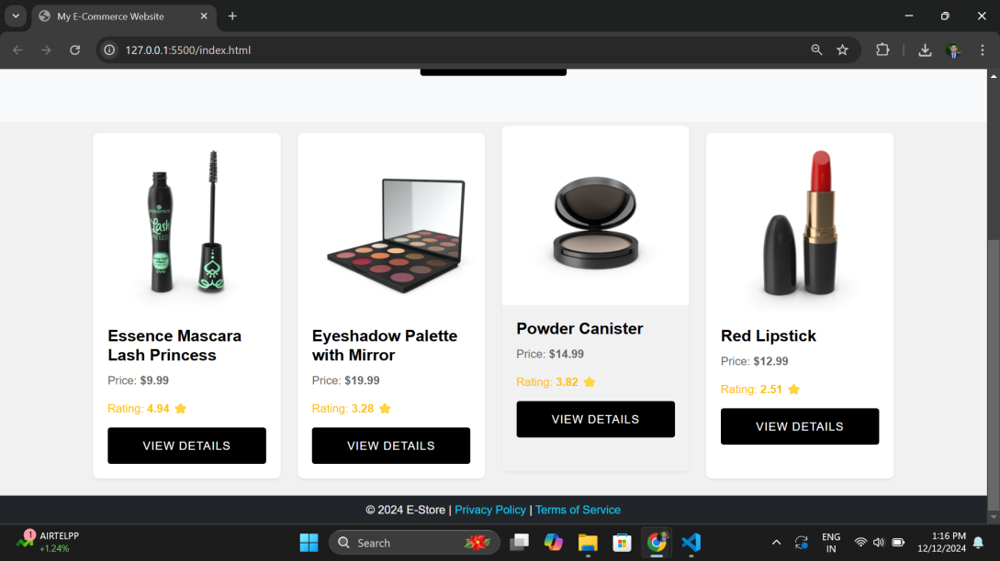 My E-Commerce Website
127.0.0.1:5500/index.html
essence
Lash
PRINCESS
Essence Mascara
Lash Princess
Price: $9.99
Rating: 4.94
VIEW DETAILS
Eyeshadow Palette
with Mirror
Price: $19.99
Rating: 3.28
VIEW DETAILS
Powder Canister
Price: $14.99
Rating: 3.82
VIEW DETAILS
Red Lipstick
Price: $12.99
Rating: 2.51
VIEW DETAILS
© 2024 E-Store | Privacy Policy | Terms of Service
1
AIRTELPP
+1.24%
Search
ENG
IN
1:16 PM
12/12/2024